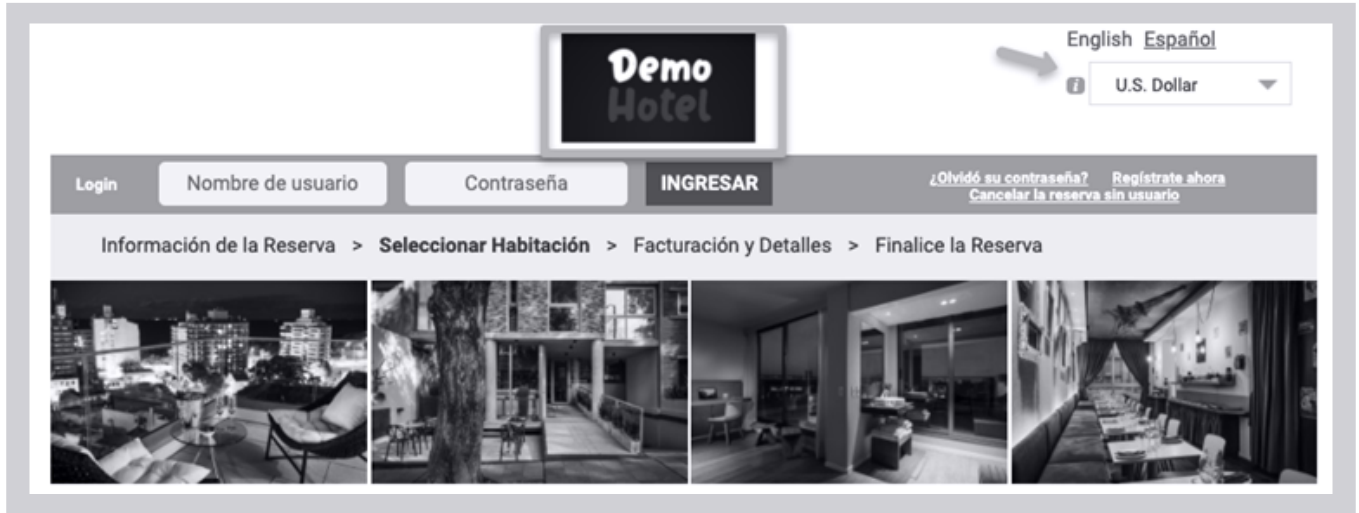 English Español
Demo
Hotel
i U.S. Dollar
Login Nombre de usuario Contraseña INGRESAR ¿Olvidó su contraseña? Regístrate ahora
Cancelar la reserva sin usuario
Información de la Reserva > Seleccionar Habitación > Facturación y Detalles > Finalice la Reserva